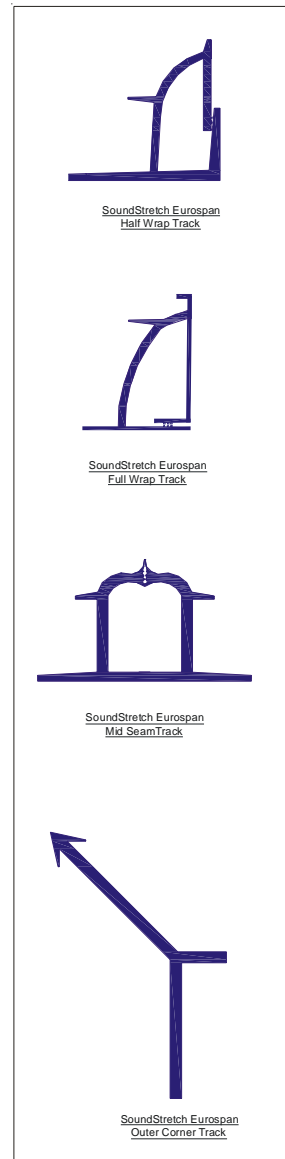 SoundStretch Eurospan
Half Wrap Track
SoundStretch Eurospan
Full Wrap Track
SoundStretch Eurospan
Mid SeamTrack
SoundStretch Eurospan
Outer Corner Track